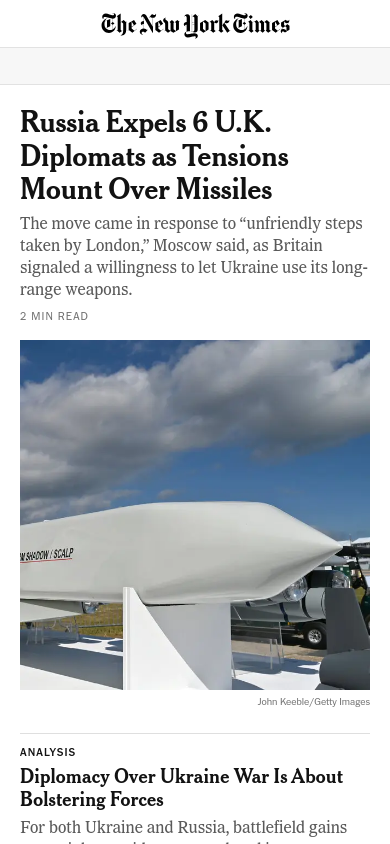 The New York Times
Russia Expels 6 U.K.
Diplomats as Tensions
Mount Over Missiles
The move came in response to “unfriendly steps
taken by London,” Moscow said, as Britain
signaled a willingness to let Ukraine use its long-
range weapons.
2 MIN READ
SHADOW / SCALP
John Keeble/Getty Images
ANALYSIS
Diplomacy Over Ukraine War Is About
Bolstering Forces
For both Ukraine and Russia, battlefield gains